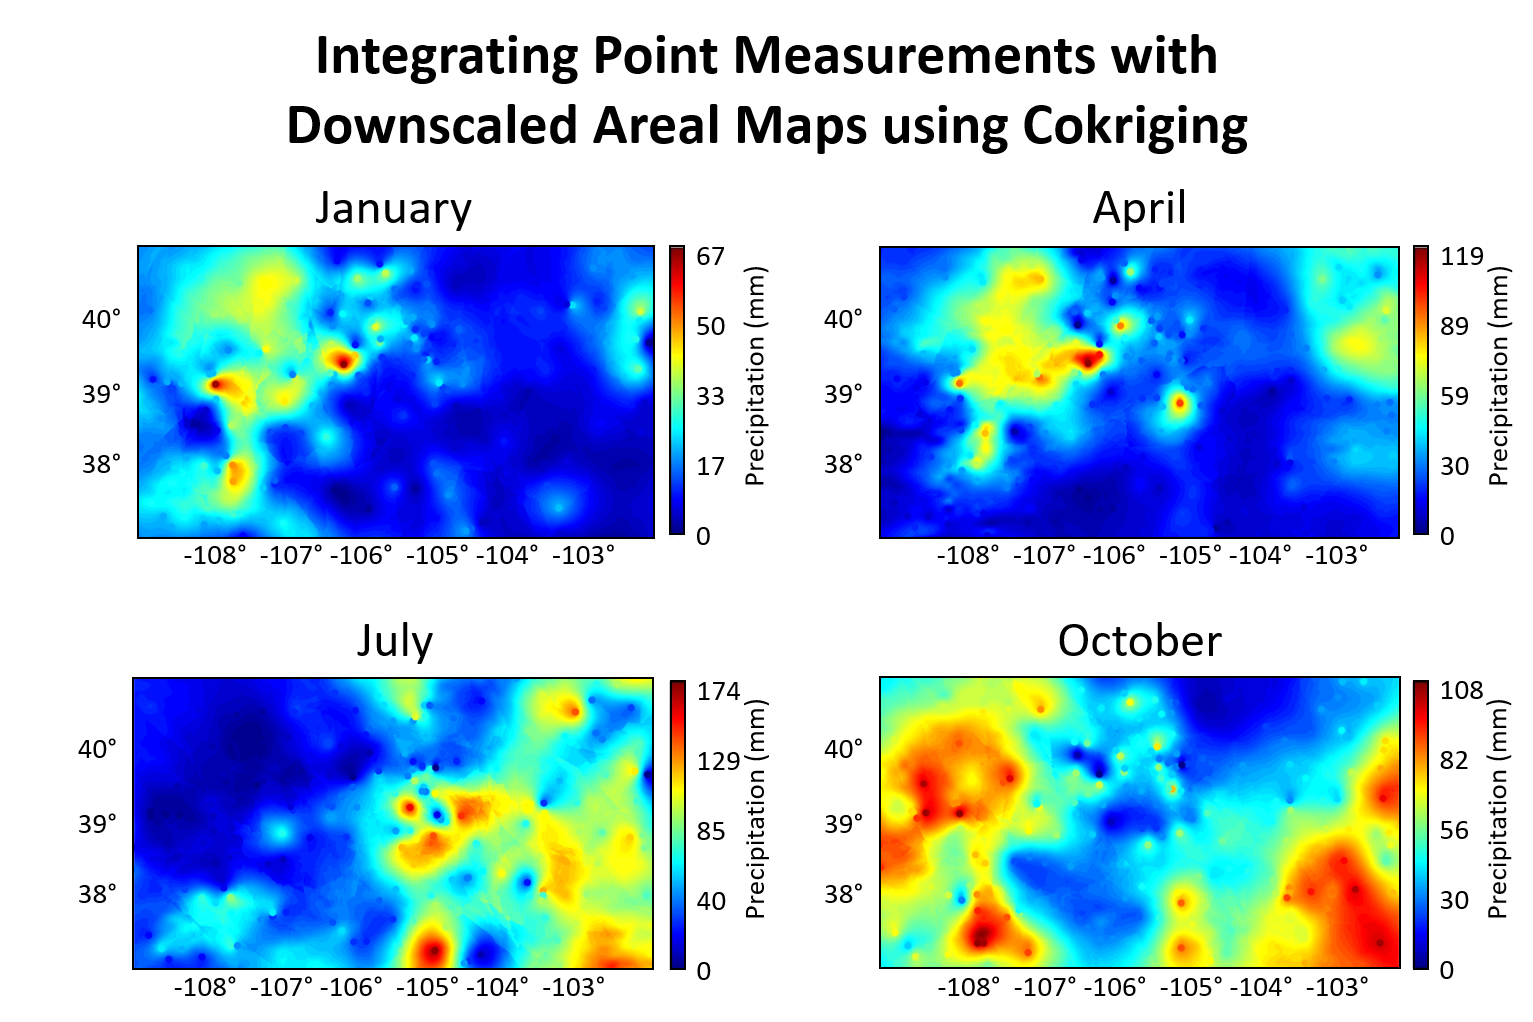 Integrating Point Measurements with
Downscaled Areal Maps using Cokriging
January
40°
39°
38°
-108° -107° -106° -105° -104° -103°
67
50
33
17
0
Precipitation (mm)
April
40°
39°
38°
-108° -107° -106° -105° -104° -103°
119
89
59
30
0
Precipitation (mm)
July
40°
39°
38°
-108° -107° -106° -105° -104° -103°
174
129
85
40
0
Precipitation (mm)
October
40°
39°
38°
-108° -107° -106° -105° -104° -103°
108
82
56
30
0
Precipitation (mm)